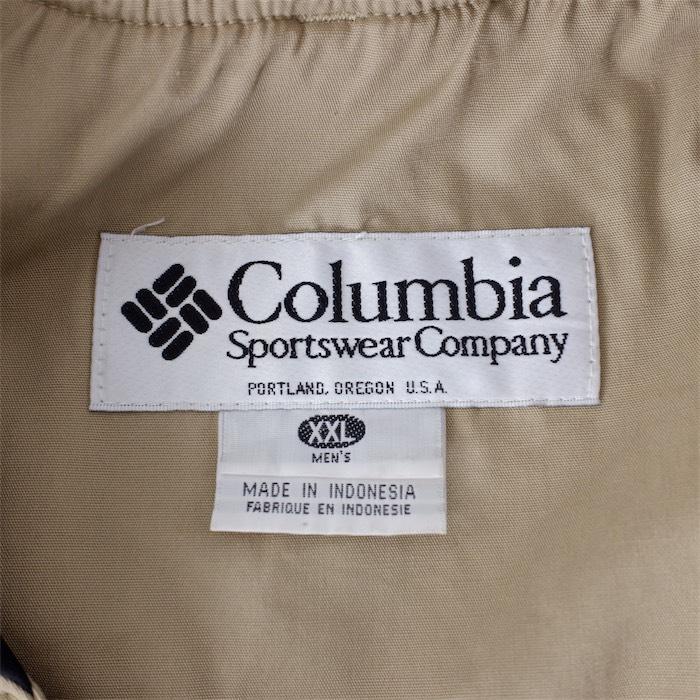 Columbia
Sportswear Company
PORTLAND, OREGON U.S.A.
XXL
MEN'S
MADE IN INDONESIA
FABRIQUE EN INDONESIE